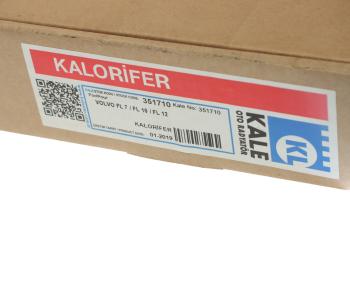 KALORİFER
351710 Kale No: 351710
VOLVO FL 7 / FL 10 / FL 12
KALORİFER
01-2019
KALE
OTO RADYATÖR
KL